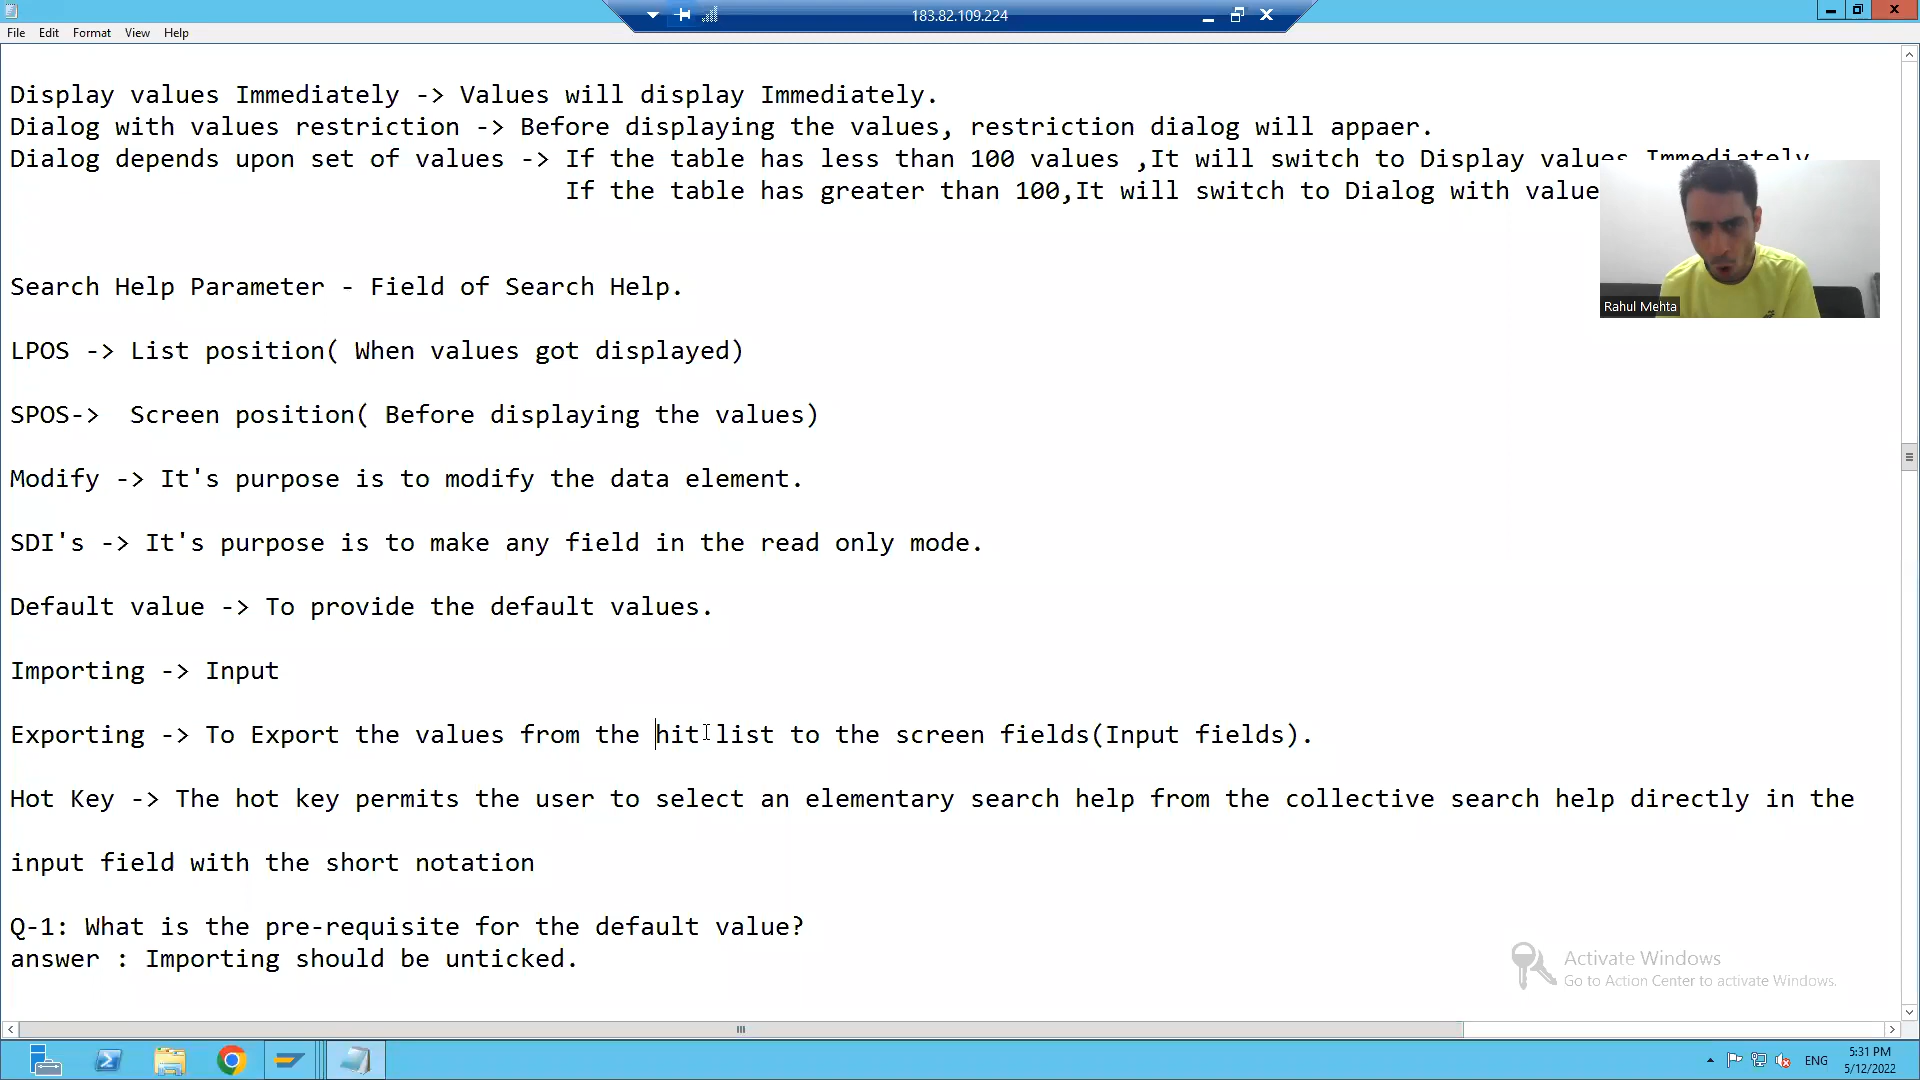 183.82.109.224
File Edit Format View Help
Display values Immediately -> Values will display Immediately.
Dialog with values restriction -> Before displaying the values, restriction dialog will appaer.
Dialog depends upon set of values -> If the table has less than 100 values ,It will switch to Display values Immediately
If the table has greater than 100,It will switch to Dialog with value
Rahul Mehta
Search Help Parameter - Field of Search Help.
LPOS -> List position( When values got displayed)
SPOS-> Screen position( Before displaying the values)
Modify -> It's purpose is to modify the data element.
SDI's -> It's purpose is to make any field in the read only mode.
Default value -> To provide the default values.
Importing -> Input
Exporting -> To Export the values from the hit list to the screen fields(Input fields).
Hot Key -> The hot key permits the user to select an elementary search help from the collective search help directly in the
input field with the short notation
Q-1: What is the pre-requisite for the default value?
answer : Importing should be unticked.
Activate Windows
Go to Action Center to activate Windows.
ENG
5:31 PM
5/12/2022